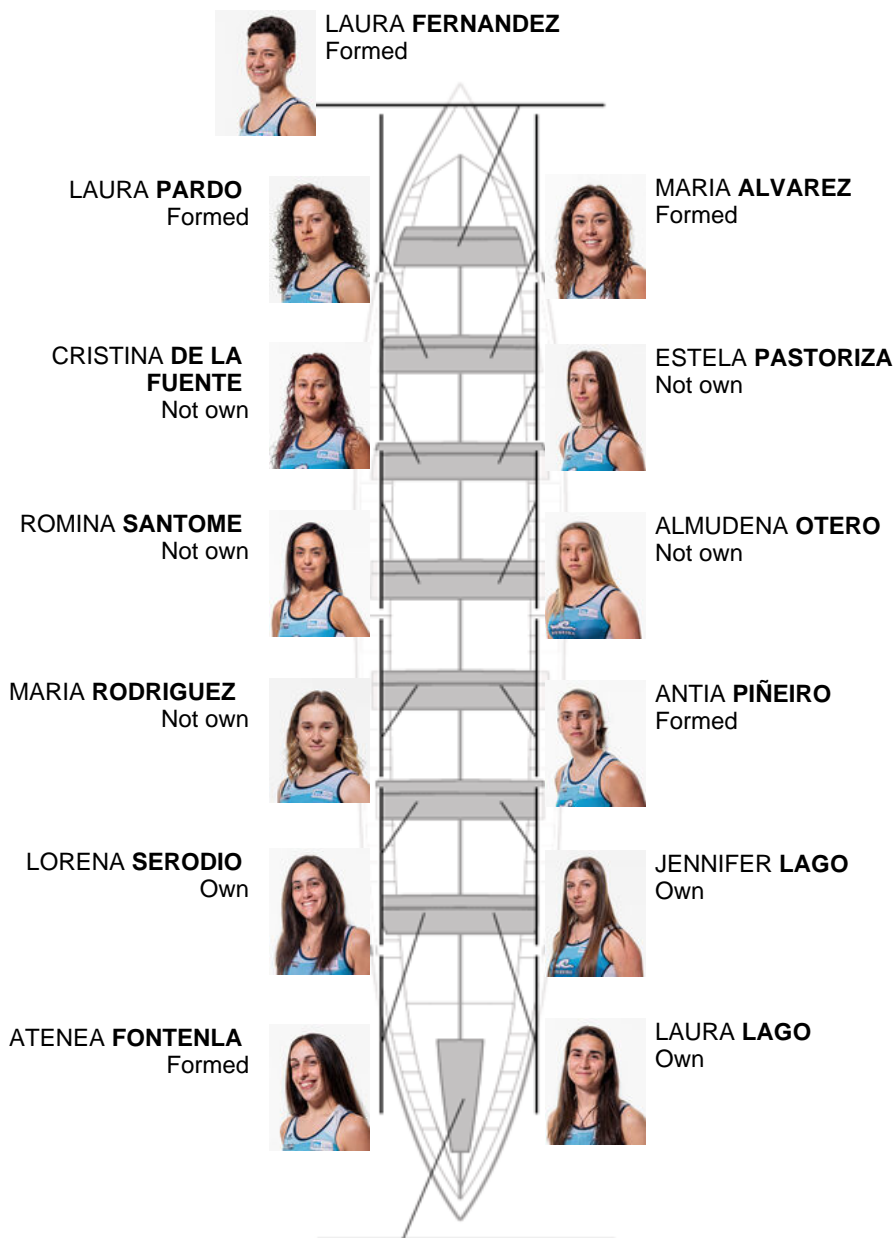 LAURA FERNANDEZ
Formed
LAURA PARDO
Formed
MARIA ALVAREZ
Formed
CRISTINA DE LA
FUENTE
Not own
ESTELA PASTORIZA
Not own
ROMINA SANTOME
Not own
ALMUDENA OTERO
Not own
MARIA RODRIGUEZ
Not own
ANTIA PIÑEIRO
Formed
LORENA SERODIO
Own
JENNIFER LAGO
Own
ATENEA FONTENLA
Formed
LAURA LAGO
Own